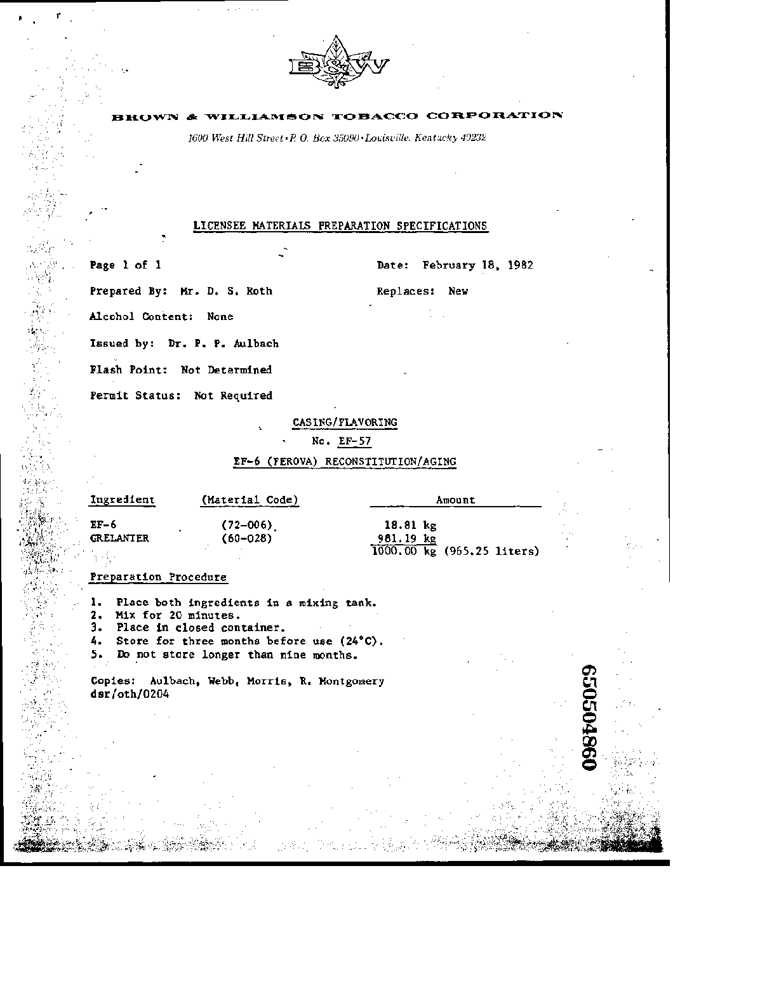 B&W
BROWN & WILLIAMSON TOBACCO CORPORATION
1600 West Hill Street • P. O. Box 35090 • Louisville, Kentucky 40232
LICENSEE MATERIALS PREPARATION SPECIFICATIONS
Page 1 of 1
Date: February 18, 1982
Prepared By: Mr. D. S. Roth
Replaces: New
Alcohol Content: None
Issued by: Dr. P. P. Aulbach
Flash Point: Not Determined
Permit Status: Not Required
CASING/FLAVORING
No. EF-57
EF-6 (FEROVA) RECONSTITUTION/AGING
Ingredient (Material Code) Amount
EF-6 (72-006) 18.81 kg
GRELANTER (60-028) 981.19 kg
1000.00 kg (965.25 liters)
Preparation Procedure
1. Place both ingredients in a mixing tank.
2. Mix for 20 minutes.
3. Place in closed container.
4. Store for three months before use (24°C).
5. Do not store longer than nine months.
Copies: Aulbach, Webb, Morris, R. Montgomery
dsr/oth/0204
650504860